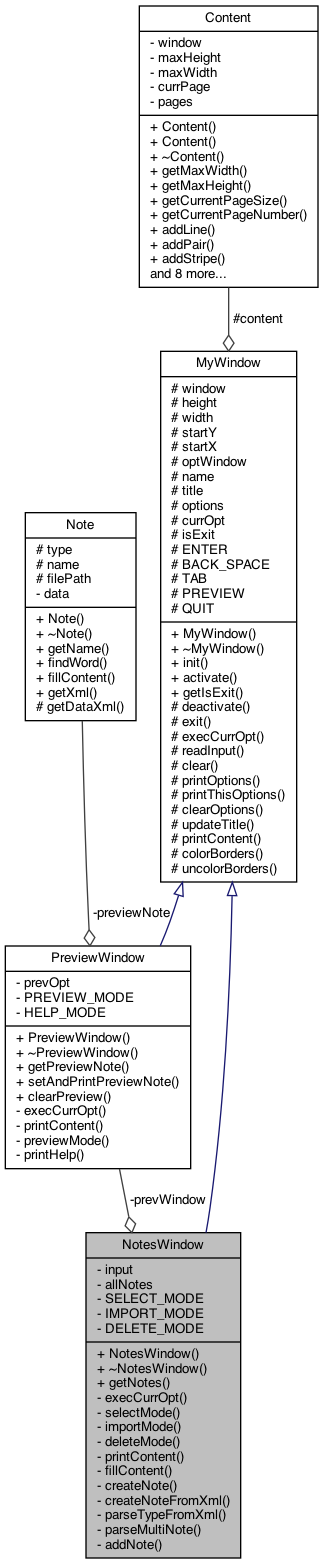 Content
- window
- maxHeight
- maxWidth
- currPage
- pages
+ Content()
+ Content()
+ ~Content()
+ getMaxWidth()
+ getMaxHeight()
+ getCurrentPageSize()
+ getCurrentPageNumber()
+ addLine()
+ addPair()
+ addStripe()
and 8 more...
#content
MyWindow
# window
# height
# width
# startY
# startX
# optWindow
# name
# title
# options
# currOpt
# isExit
# ENTER
# BACK_SPACE
# TAB
# PREVIEW
# QUIT
+ MyWindow()
+ ~MyWindow()
+ init()
+ activate()
+ getIsExit()
# deactivate()
# exit()
# execCurrOpt()
# readInput()
# clear()
# printOptions()
# printThisOptions()
# clearOptions()
# updateTitle()
# printContent()
# colorBorders()
# uncolorBorders()
Note
# type
# name
# filePath
- data
+ Note()
+ ~Note()
+ getName()
+ findWord()
+ fillContent()
+ getXml()
# getDataXml()
-previewNote
PreviewWindow
- prevOpt
- PREVIEW_MODE
- HELP_MODE
+ PreviewWindow()
+ ~PreviewWindow()
+ getPreviewNote()
+ setAndPrintPreviewNote()
+ clearPreview()
- execCurrOpt()
- printContent()
- previewMode()
- printHelp()
-prevWindow
NotesWindow
- input
- allNotes
- SELECT_MODE
- IMPORT_MODE
- DELETE_MODE
+ NotesWindow()
+ ~NotesWindow()
+ getNotes()
- execCurrOpt()
- selectMode()
- importMode()
- deleteMode()
- printContent()
- fillContent()
- createNote()
- createNoteFromXml()
- parseTypeFromXml()
- parseMultiNote()
- addNote()